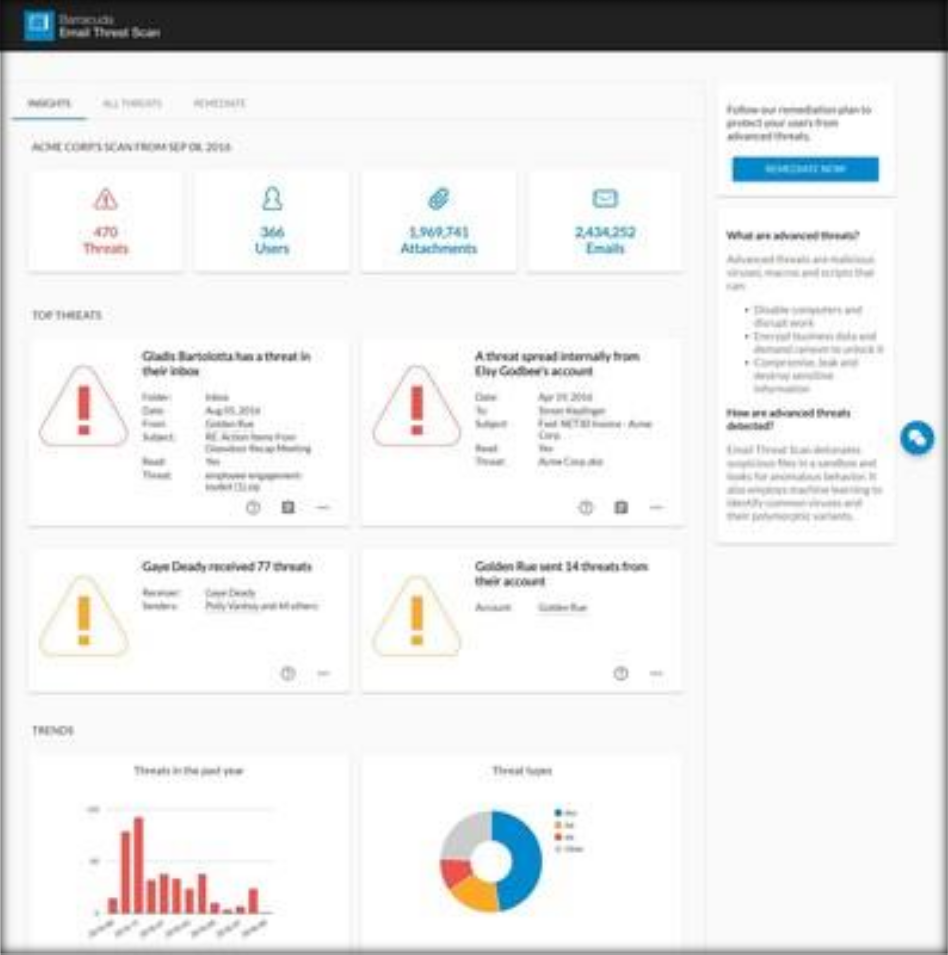 Barracuda
Email Threat Scan
INSIGHTS
ALL THREATS
REMEDIATE
ACME CORP'S SCAN FROM SEP 08, 2016
470
Threats
366
Users
1,969,741
Attachments
2,434,252
Emails
TOP THREATS
Gladis Bartolotta has a threat in
their inbox
Folder: Inbox
Date: Aug 05, 2016
From: Golden Rue
Subject: RE: Action Items From
Recap Meeting
Read: Yes
Threat: employee engagement
toolkit (1).zip
A threat spread internally from
Elsy Godbee's account
Date: Apr 19, 2016
To:
Subject: Fwd: NET30 Invoice - Acme
Corp.
Read: Yes
Threat: Acme Corp.doc
Gaye Deady received 77 threats
Receiver: Gaye Deady
Senders: and 64 others
Golden Rue sent 14 threats from
their account
Account: Golden Rue
TRENDS
Threats in the past year
100
50
0
Threat types
Other
Follow our remediation plan to
protect your users from
advanced threats.
REMEDIATE NOW
What are advanced threats?
Advanced threats are malicious
viruses, macros and scripts that
can:
• Disable computers and
disrupt work
• Encrypt business data and
demand ransom to unlock it
• Compromise, leak and
destroy sensitive
information
How are advanced threats
detected?
Email Threat Scan detonates
suspicious files in a sandbox and
looks for anomalous behavior. It
also employs machine learning to
identify common viruses and
their polymorphic variants.